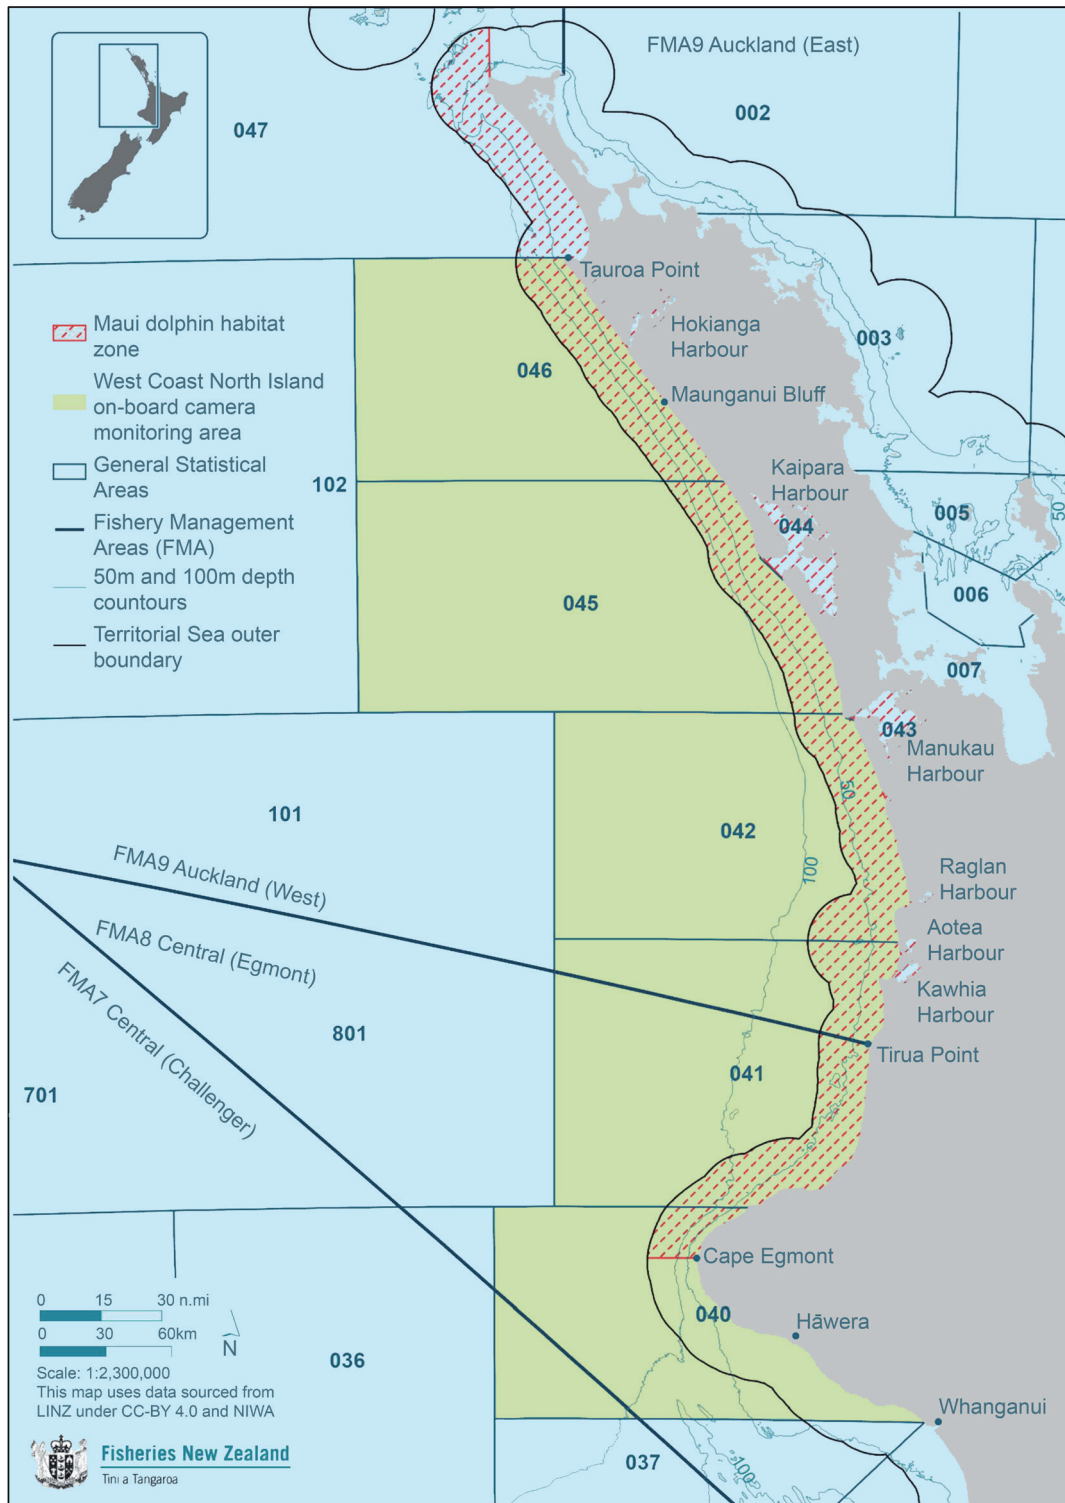 FMA9 Auckland (East)
002
047
Tauroa Point
Maui dolphin habitat
zone
West Coast North Island
on-board camera
monitoring area
General Statistical
Areas
Fishery Management
Areas (FMA)
50m and 100m depth
countours
Territorial Sea outer
boundary
102
046
Hokianga
Harbour
003
Maunganui Bluff
Kaipara
Harbour
044
005
50
006
045
007
043
Manukau
Harbour
101
042
50
100
FMA9 Auckland (West)
FMA8 Central (Egmont)
FMA7 Central (Challenger)
Raglan
Harbour
Aotea
Harbour
Kawhia
Harbour
801
Tirua Point
041
701
Cape Egmont
040
Hāwera
0 15 30 n.mi
0 30 60km
N
Scale: 1:2,300,000
This map uses data sourced from
LINZ under CC-BY 4.0 and NIWA
036
Whanganui
037
100
Fisheries New Zealand
Tini a Tangaroa